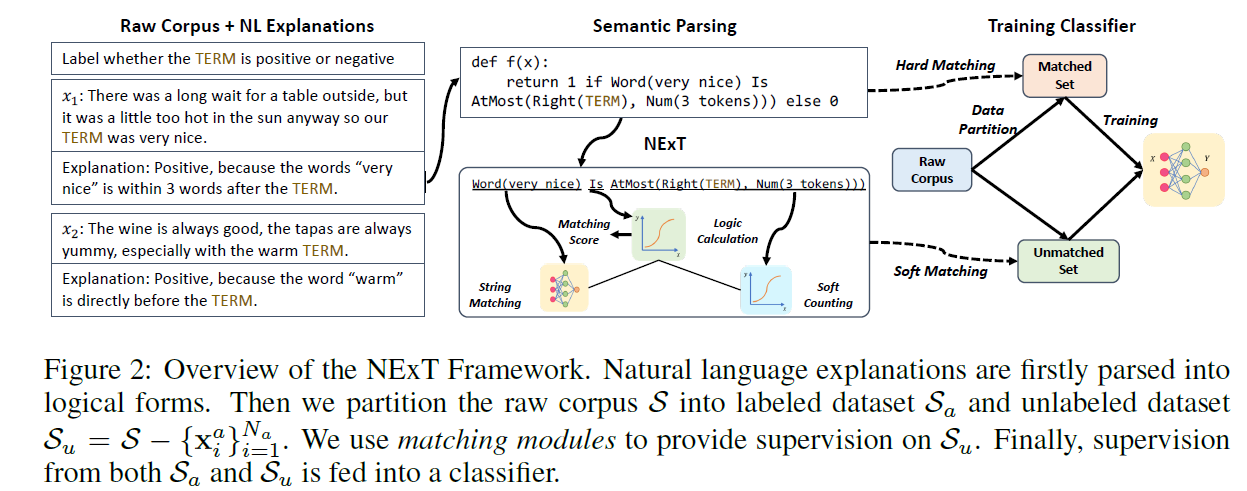 Raw Corpus + NL Explanations
Label whether the TERM is positive or negative
x₁: There was a long wait for a table outside, but
it was a little too hot in the sun anyway so our
TERM was very nice.
Explanation: Positive, because the words “very
nice” is within 3 words after the TERM.
x₂: The wine is always good, the tapas are always
yummy, especially with the warm TERM.
Explanation: Positive, because the word “warm”
is directly before the TERM.
Semantic Parsing
def f(x):
return 1 if Word(very nice) Is
AtMost(Right(TERM), Num(3 tokens))) else 0
NExT
Word(very nice) Is AtMost(Right(TERM), Num(3 tokens)))
Matching
Score
Logic
Calculation
String
Matching
Soft
Counting
y
x
y
x
Training Classifier
Hard Matching
Matched
Set
Data
Partition
Training
Raw
Corpus
X
Y
Soft Matching
Unmatched
Set
Figure 2: Overview of the NExT Framework. Natural language explanations are firstly parsed into
logical forms. Then we partition the raw corpus 𝒮 into labeled dataset 𝒮ₐ and unlabeled dataset
𝒮ᵤ = 𝒮 − {xᵢᵃ}ᵢ₌₁ᴺᵃ. We use matching modules to provide supervision on 𝒮ᵤ. Finally, supervision
from both 𝒮ₐ and 𝒮ᵤ is fed into a classifier.